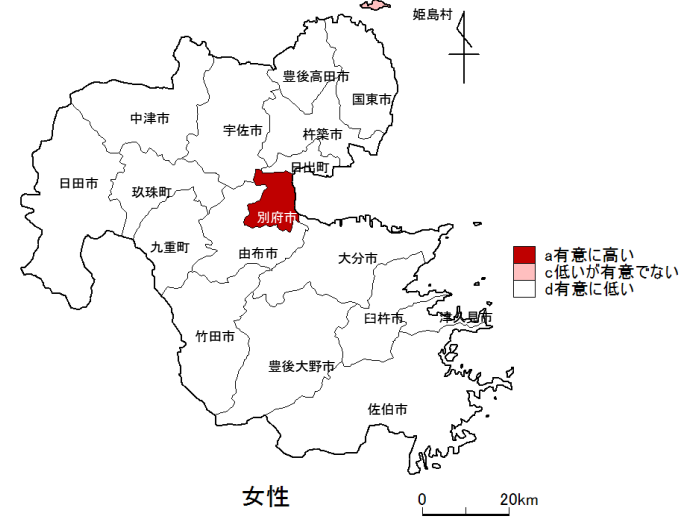 姫島村
豊後高田市
国東市
中津市
宇佐市
杵築市
日出町
日田市
玖珠町
別府市
九重町
由布市
大分市
a有意に高い
c低いが有意でない
d有意に低い
臼杵市
津久見市
竹田市
豊後大野市
佐伯市
女性
0 20km